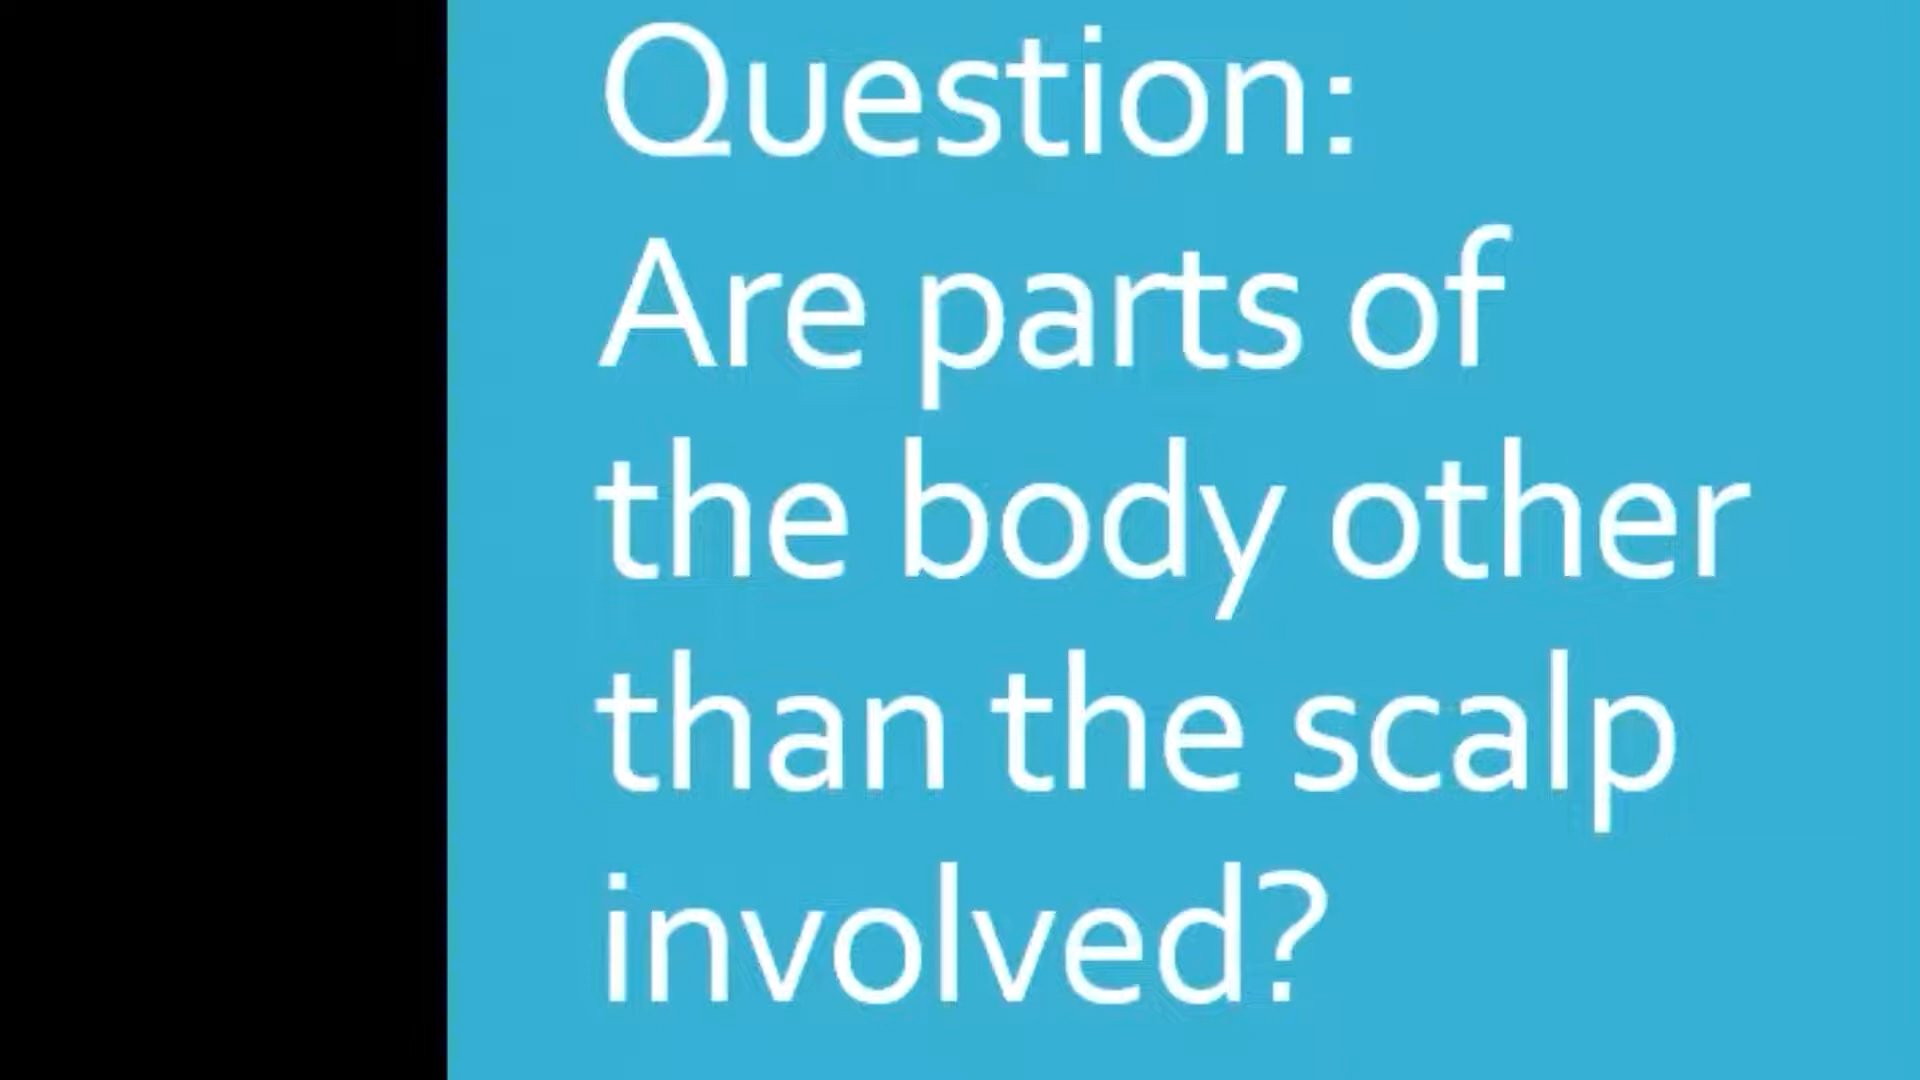 Question:
Are parts of
the body other
than the scalp
involved?